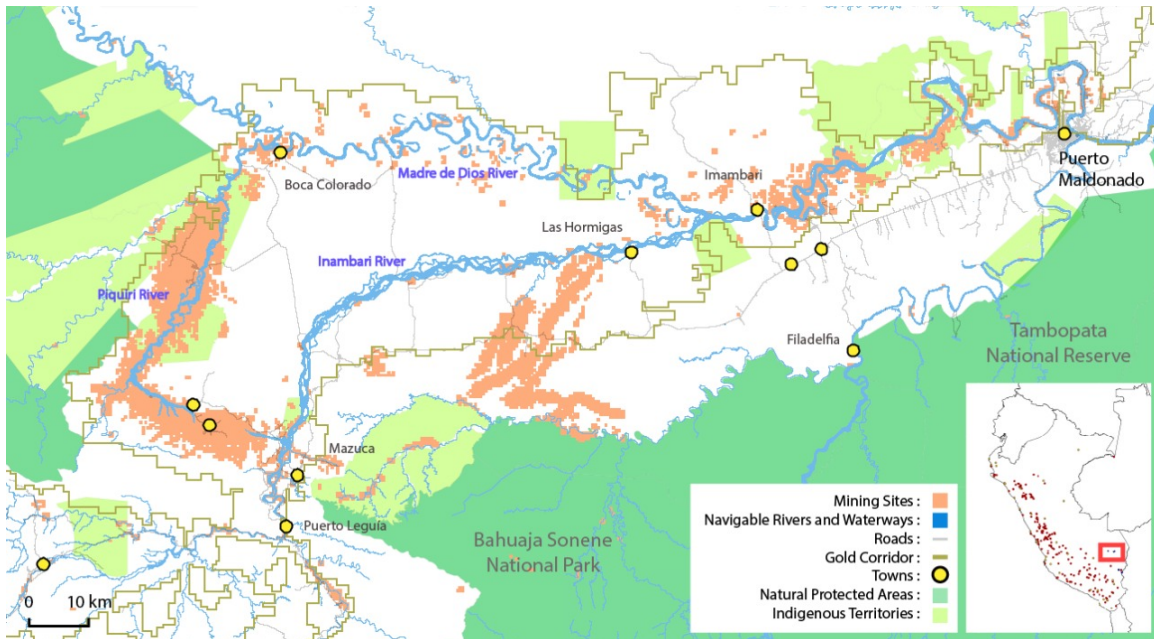 Boca Colorado
Madre de Dios River
Imambari
Puerto
Maldonado
Las Hormigas
Inambari River
Piquiri River
Filadelfia
Tambopata
National Reserve
Mazuca
Puerto Leguía
Bahuaja Sonene
National Park
0 10 km
Mining Sites :
Navigable Rivers and Waterways :
Roads :
Gold Corridor :
Towns :
Natural Protected Areas :
Indigenous Territories :